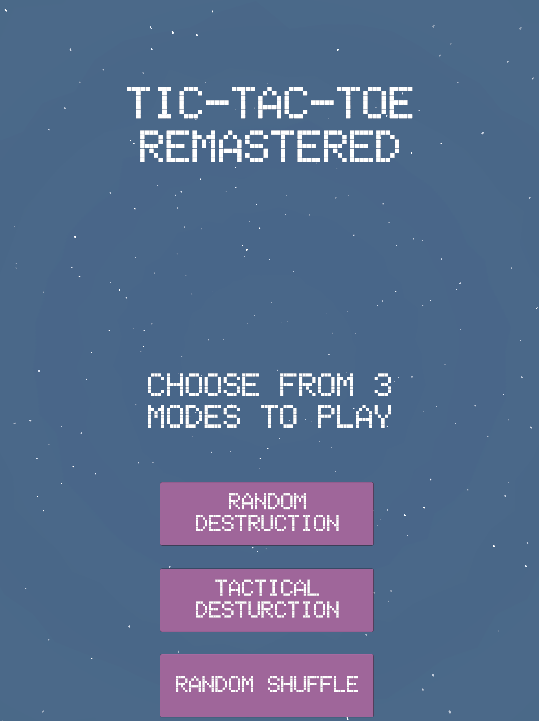 TIC-TAC-TOE
REMASTERED
CHOOSE FROM 3
MODES TO PLAY
RANDOM
DESTRUCTION
TACTICAL
DESTURCTION
RANDOM SHUFFLE